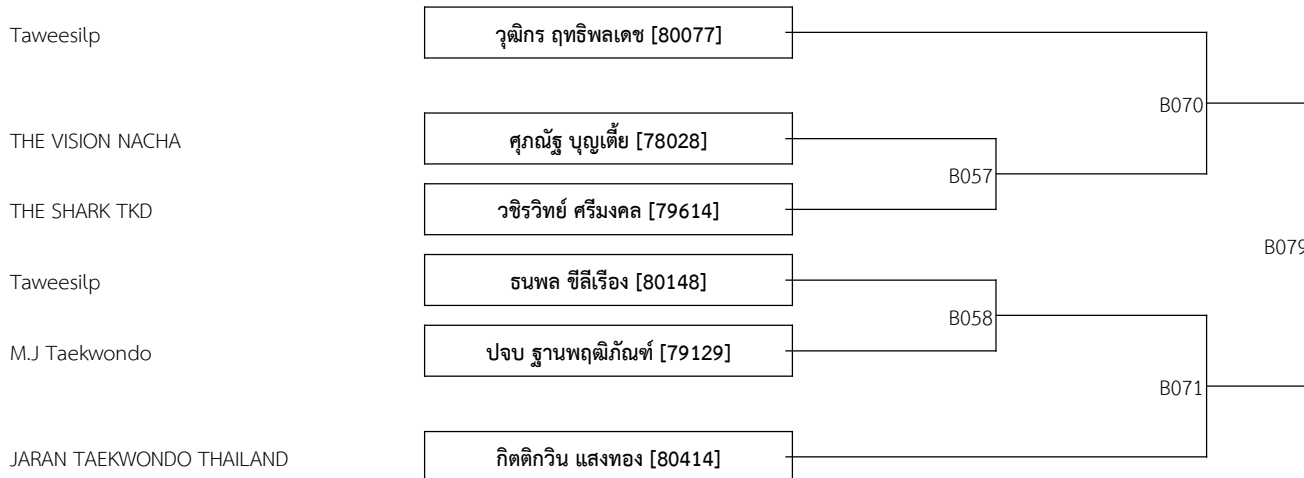 Taweesilp วุฒิกร ฤทธิพลเดช [80077]
B070
THE VISION NACHA ศุภณัฐ บุญเตี้ย [78028]
B057
THE SHARK TKD วชิรวิทย์ ศรีมงคล [79614]
B079
Taweesilp ธนพล ขีลีเรือง [80148]
B058
M.J Taekwondo ปจบ ฐานพฤฒิภัณฑ์ [79129]
B071
JARAN TAEKWONDO THAILAND กิตติกวิน แสงทอง [80414]